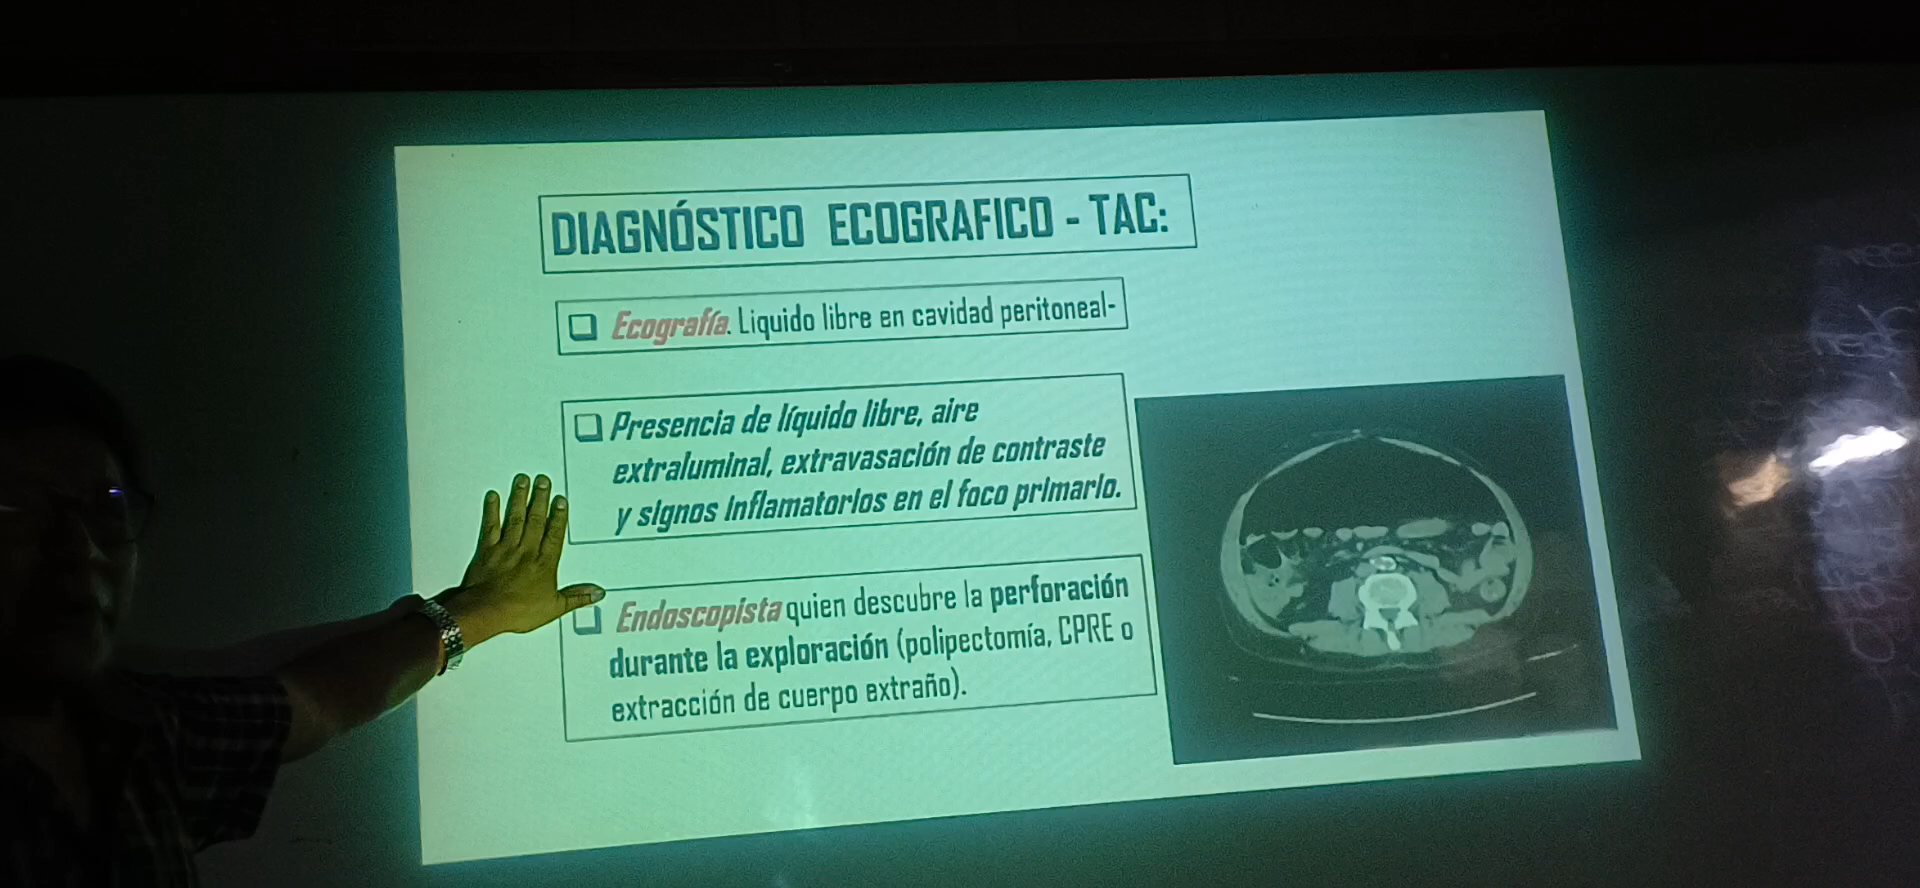 DIAGNÓSTICO ECOGRAFICO - TAC:
Ecografía. Liquido libre en cavidad peritoneal-
Presencia de líquido libre, aire
extraluminal, extravasación de contraste
y signos inflamatorios en el foco primario.
Endoscopista quien descubre la perforación
durante la exploración (polipectomía, CPRE o
extracción de cuerpo extraño).